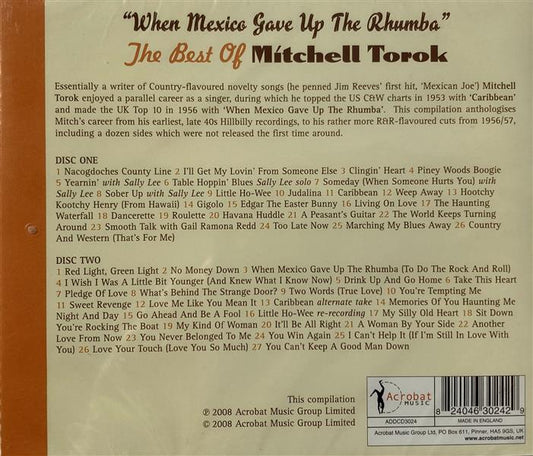 "When Mexico Gave Up The Rhumba"
The Best Of Mitchell Torok
Essentially a writer of Country-flavoured novelty songs (he penned Jim Reeves' first hit, 'Mexican Joe') Mitchell
Torok enjoyed a parallel career as a singer, during which he topped the US C&W charts in 1953 with 'Caribbean'
and made the UK Top 10 in 1956 with 'When Mexico Gave Up The Rhumba'. This compilation anthologises
Mitch's career from his earliest, late 40s Hillbilly recordings, to his rather more R&R-flavoured cuts from 1956/57,
including a dozen sides which were not released the first time around.
DISC ONE
1 Nacogdoches County Line 2 I'll Get My Lovin' From Someone Else 3 Clingin' Heart 4 Piney Woods Boogie
5 Yearnin' with Sally Lee 6 Table Hoppin' Blues Sally Lee solo 7 Someday (When Someone Hurts You) with
Sally Lee 8 Sober Up with Sally Lee 9 Little Ho-Wee 10 Judalina 11 Caribbean 12 Weep Away 13 Hootchy
Kootchy Henry (From Hawaii) 14 Gigolo 15 Edgar The Easter Bunny 16 Living On Love 17 The Haunting
Waterfall 18 Dancerette 19 Roulette 20 Havana Huddle 21 A Peasant's Guitar 22 The World Keeps Turning
Around 23 Smooth Talk with Gail Ramona Redd 24 Too Late Now 25 Marching My Blues Away 26 Country
And Western (That's For Me)
DISC TWO
1 Red Light, Green Light 2 No Money Down 3 When Mexico Gave Up The Rhumba (To Do The Rock And Roll)
4 I Wish I Was A Little Bit Younger (And Knew What I Know Now) 5 Drink Up And Go Home 6 Take This Heart
7 Pledge Of Love 8 What's Behind The Strange Door? 9 Two Words (True Love) 10 You're Tempting Me
11 Sweet Revenge 12 Love Me Like You Mean It 13 Caribbean alternate take 14 Memories Of You Haunting Me
Night And Day 15 Go Ahead And Be A Fool 16 Little Ho-Wee re-recording 17 My Silly Old Heart 18 Sit Down
You're Rocking The Boat 19 My Kind Of Woman 20 It'll Be All Right 21 A Woman By Your Side 22 Another
Love From Now 23 You Never Belonged To Me 24 You Win Again 25 I Can't Help It (If I'm Still In Love With
You) 26 Love Your Touch (Love You So Much) 27 You Can't Keep A Good Man Down
This compilation
℗ 2008 Acrobat Music Group Limited
© 2008 Acrobat Music Group Limited
Acrobat
MUSIC
ADDCD3024
8 24046 30242 9
MADE IN ENGLAND
Acrobat Music Group Ltd, PO Box 611, Pinner, HA5 9GS, UK
www.acrobatmusic.net